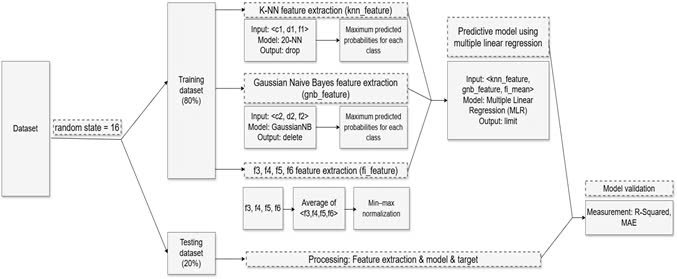 Dataset
random state = 16
Training
dataset
(80%)
Testing
dataset
(20%)
K-NN feature extraction (knn_feature)
Input: <c1, d1, f1>
Model: 20-NN
Output: drop
Maximum predicted
probabilities for each
class
Gaussian Naive Bayes feature extraction
(gnb_feature)
Input: <c2, d2, f2>
Model: GaussianNB
Output: delete
Maximum predicted
probabilities for each
class
f3, f4, f5, f6 feature extraction (fi_feature)
f3, f4, f5, f6
Average of
<f3,f4,f5,f6>
Min–max
normalization
Processing: Feature extraction & model & target
Predictive model using
multiple linear regression
Input: <knn_feature,
gnb_feature, fi_mean>
Model: Multiple Linear
Regression (MLR)
Output: limit
Model validation
Measurement: R-Squared,
MAE